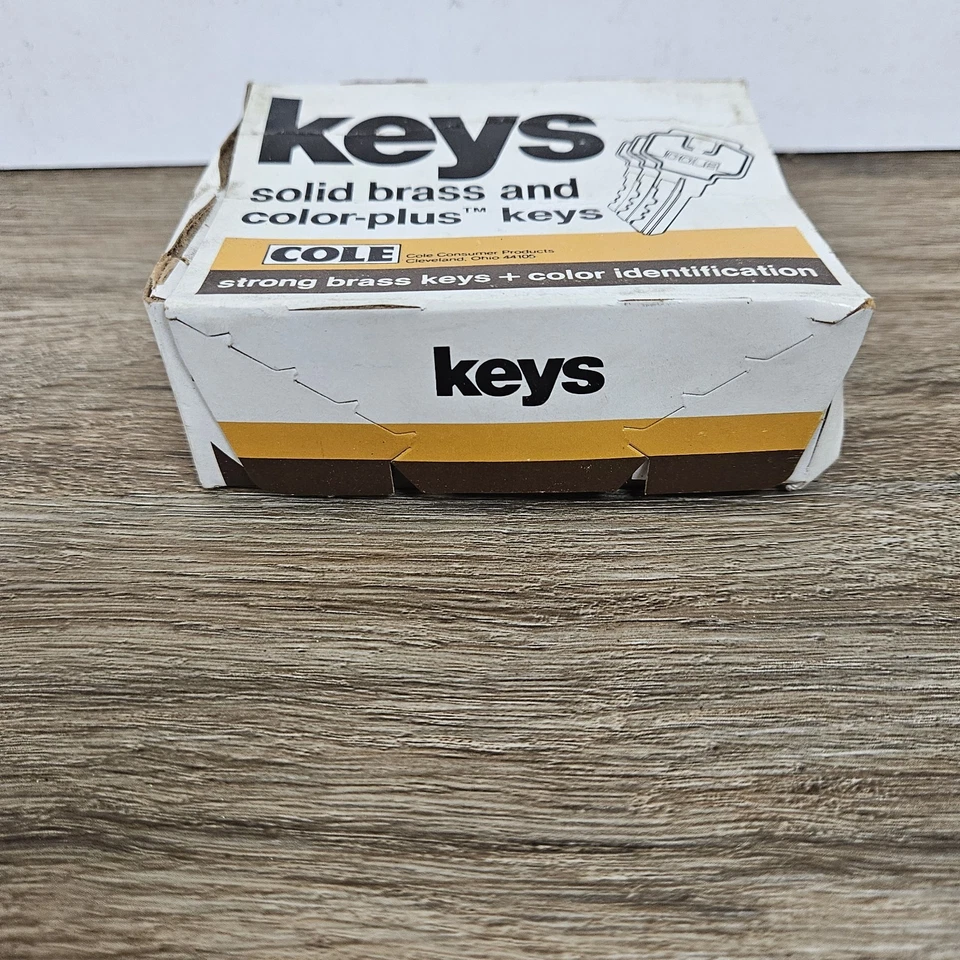 keys
solid brass and
color-plus™ keys
COLE
COLE Cole Consumer Products
Cleveland, Ohio 44105
strong brass keys + color identification
keys